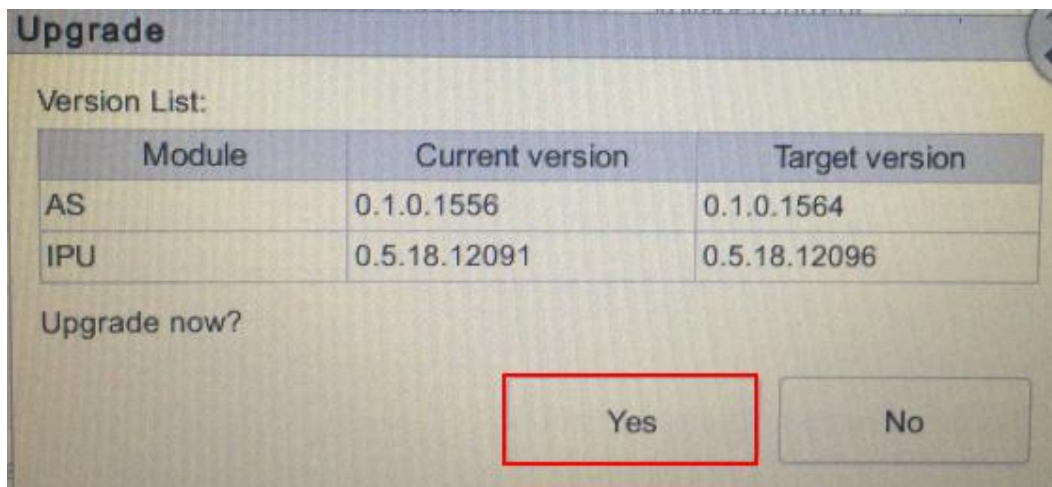 Upgrade
Version List:
Module Current version Target version
AS 0.1.0.1556 0.1.0.1564
IPU 0.5.18.12091 0.5.18.12096
Upgrade now?
Yes No